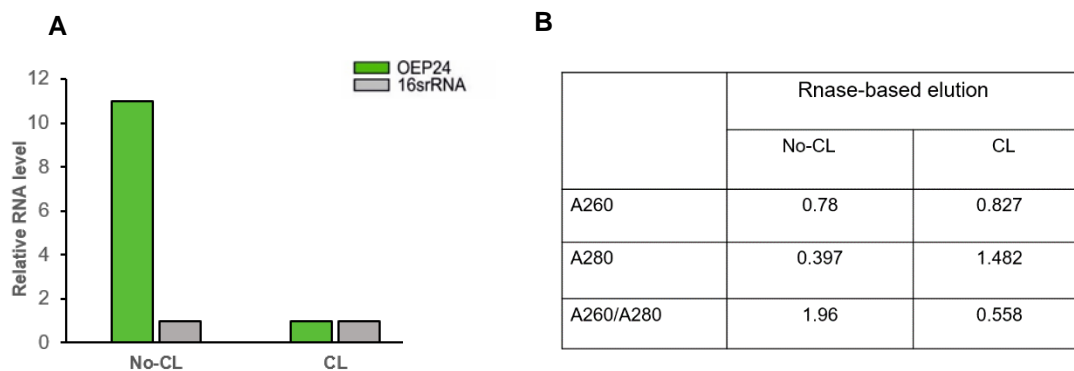 A
OEP24
16srRNA
12
10
8
6
4
2
0
Relative RNA level
No-CL
CL
B
Rnase-based elution
No-CL
CL
A260
0.78
0.827
A280
0.397
1.482
A260/A280
1.96
0.558